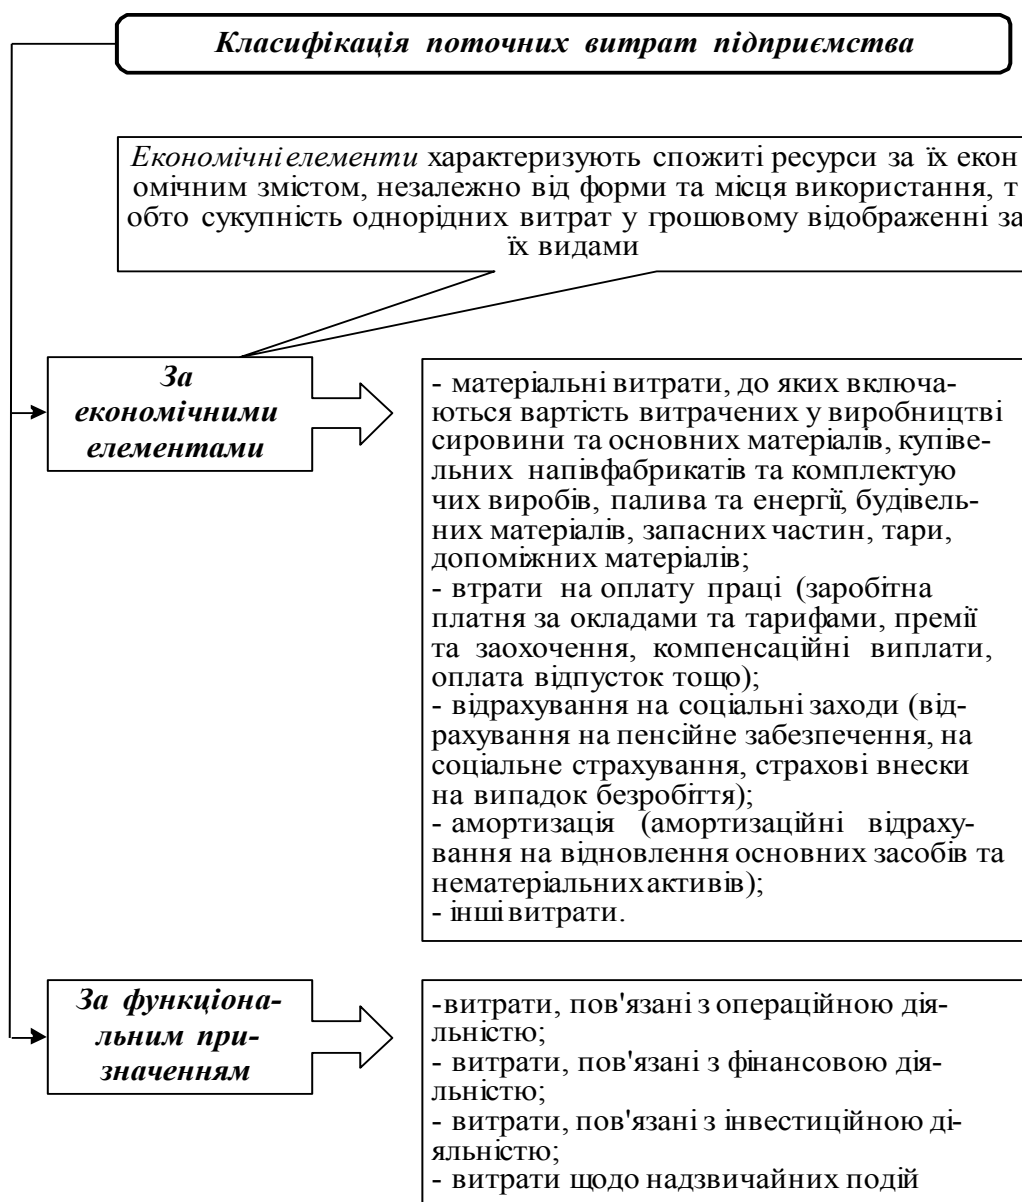 Класифікація поточних витрат підприємства
Економічні елементи характеризують спожиті ресурси за їх екон
омічним змістом, незалежно від форми та місця використання, т
обто сукупність однорідних витрат у грошовому відображенні за
їх видами
За
економічними
елементами
- матеріальні витрати, до яких включа-
ються вартість витрачених у виробництві
сировини та основних матеріалів, купіве-
льних напівфабрикатів та комплектую
чих виробів, палива та енергії, будівель-
них матеріалів, запасних частин, тари,
допоміжних матеріалів;
- втрати на оплату праці (заробітна
платня за окладами та тарифами, премії
та заохочення, компенсаційні виплати,
оплата відпусток тощо);
- відрахування на соціальні заходи (від-
рахування на пенсійне забезпечення, на
соціальне страхування, страхові внески
на випадок безробіття);
- амортизація (амортизаційні відраху-
вання на відновлення основних засобів та
нематеріальних активів);
- інші витрати.
За функціона-
льним при-
значенням
-витрати, пов'язані з операційною дія-
льністю;
- витрати, пов'язані з фінансовою дія-
льністю;
- витрати, пов'язані з інвестиційною ді-
яльністю;
- витрати щодо надзвичайних подій